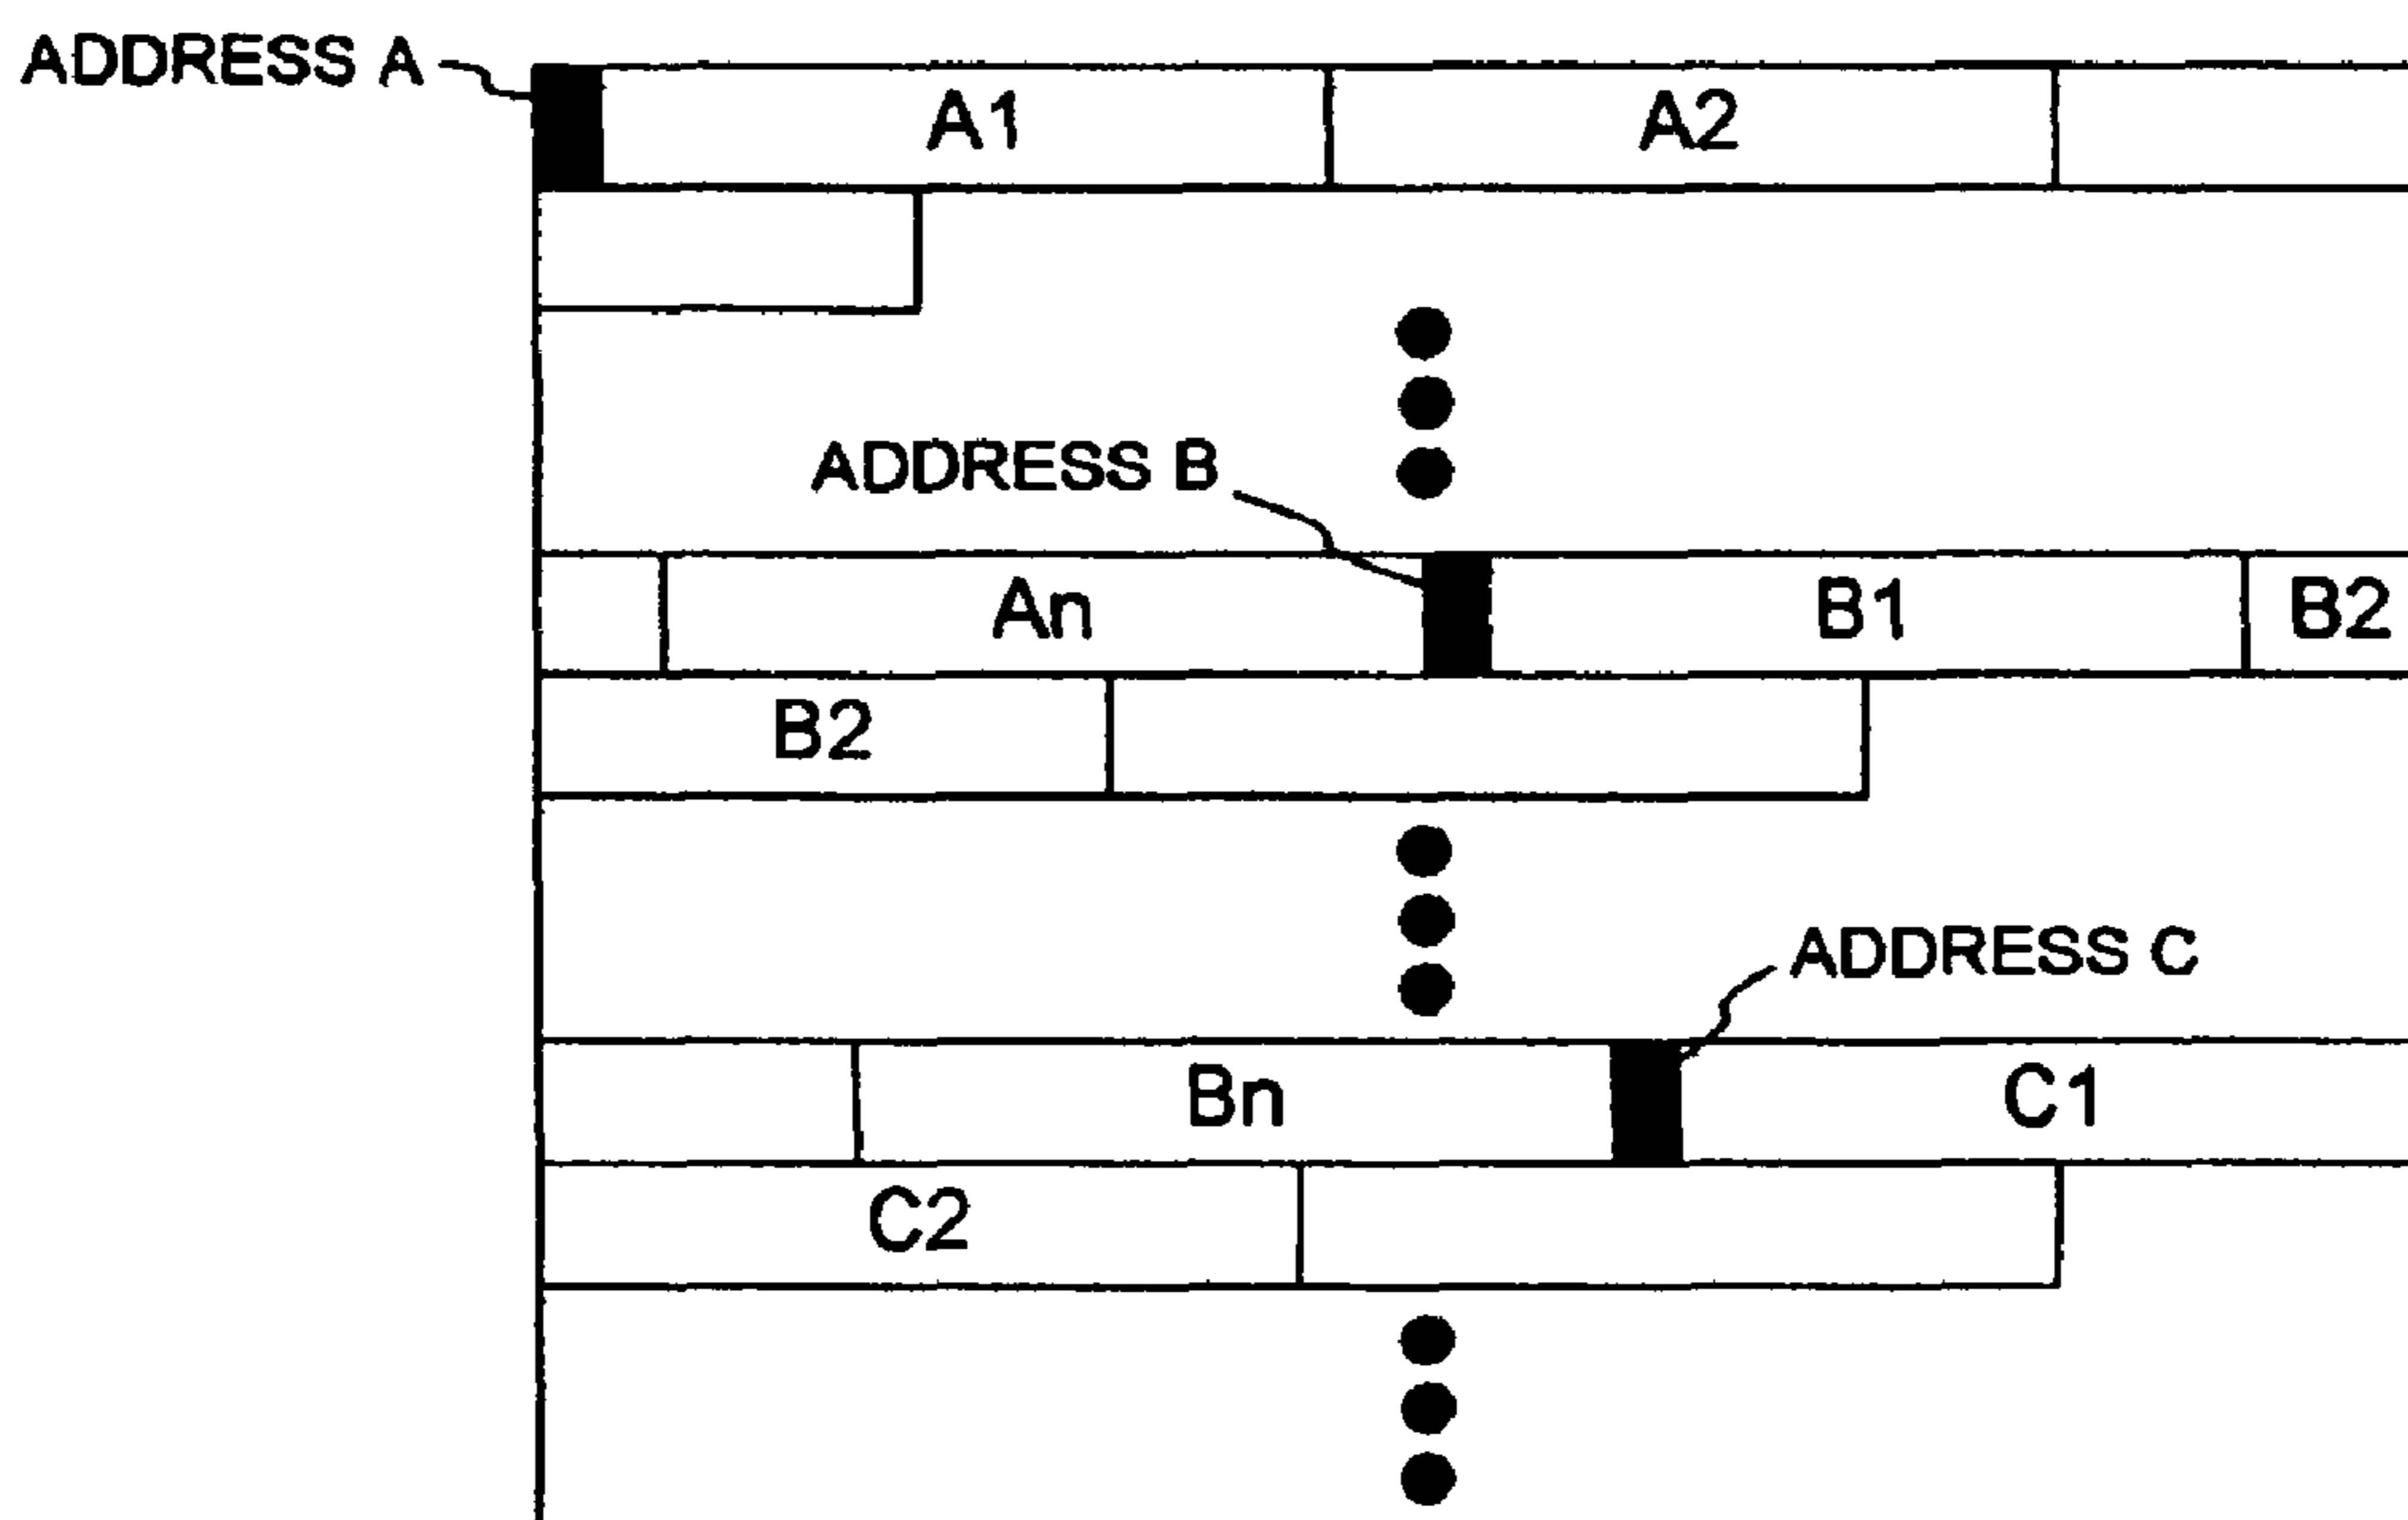 ADDRESS A
A1 A2
ADDRESS B
An B1 B2
B2
ADDRESS C
Bn C1
C2